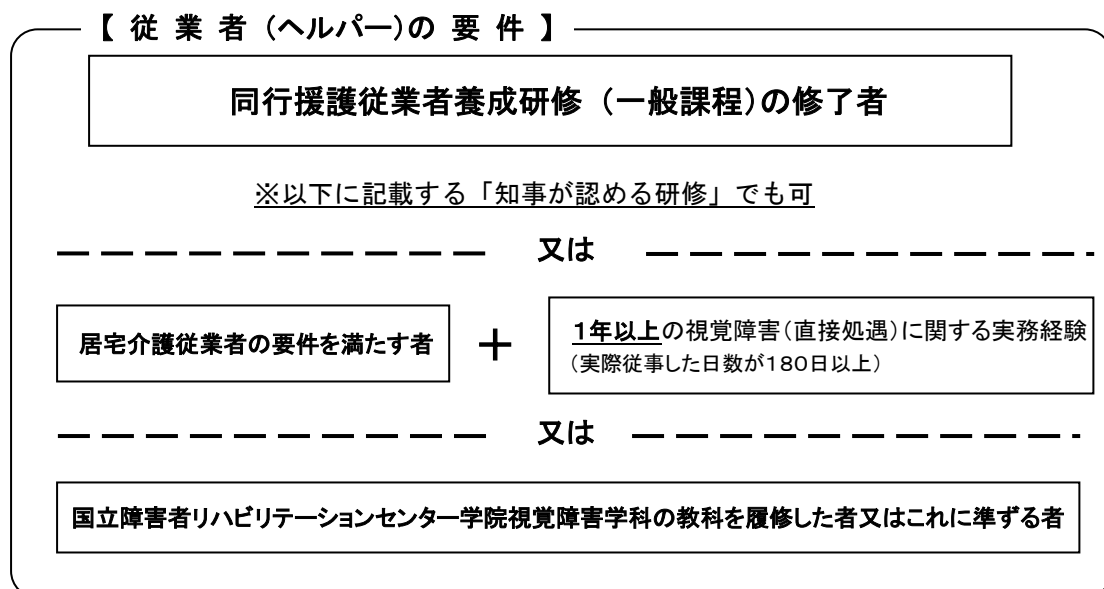 【 従 業 者 (ヘルパー)の 要 件 】
同行援護従業者養成研修 (一般課程)の修了者
※以下に記載する「知事が認める研修」でも可
又は
居宅介護従業者の要件を満たす者
＋
1年以上の視覚障害(直接処遇)に関する実務経験
(実際従事した日数が180日以上)
又は
国立障害者リハビリテーションセンター学院視覚障害学科の教科を履修した者又はこれに準ずる者